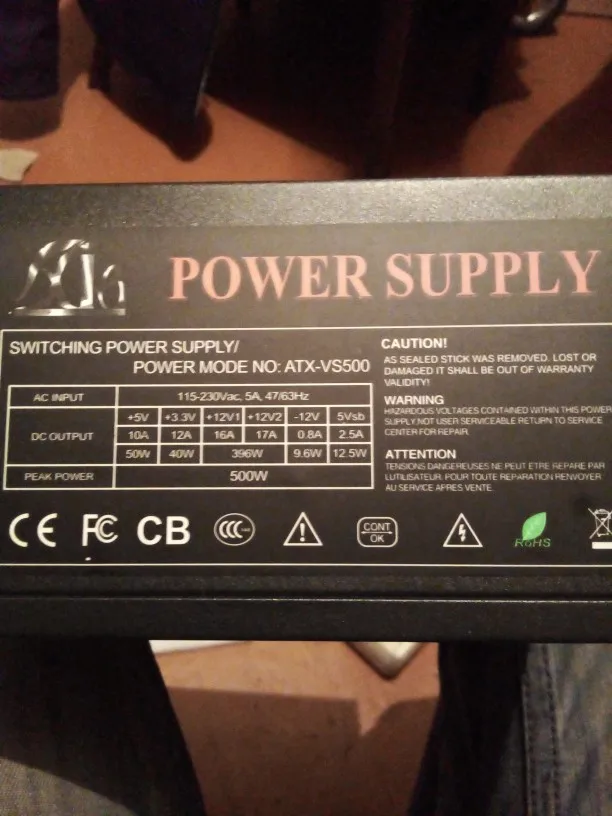 POWER SUPPLY
SWITCHING POWER SUPPLY/
POWER MODE NO: ATX-VS500
AC INPUT 115-230Vac, 5A, 47/63Hz
DC OUTPUT +5V +3.3V +12V1 +12V2 -12V 5Vsb
10A 12A 16A 17A 0.8A 2.5A
50W 40W 396W 9.6W 12.5W
PEAK POWER 500W
CAUTION!
AS SEALED STICK WAS REMOVED. LOST OR
DAMAGED IT SHALL BE OUT OF WARRANTY
VALIDITY!
WARNING
HAZARDOUS VOLTAGES CONTAINED WITHIN THIS POWER
SUPPLY,NOT USER SERVICEABLE RETURN TO SERVICE
CENTER FOR REPAIR.
ATTENTION
TENSIONS DANGEREUSES NE PEUT ETRE REPARE PAR
LUTILISATEUR. POUR TOUTE REPARATION RENVOYER
AU SERVICE APRES VENTE.
CE FC CB CCC CONT OK RoHS